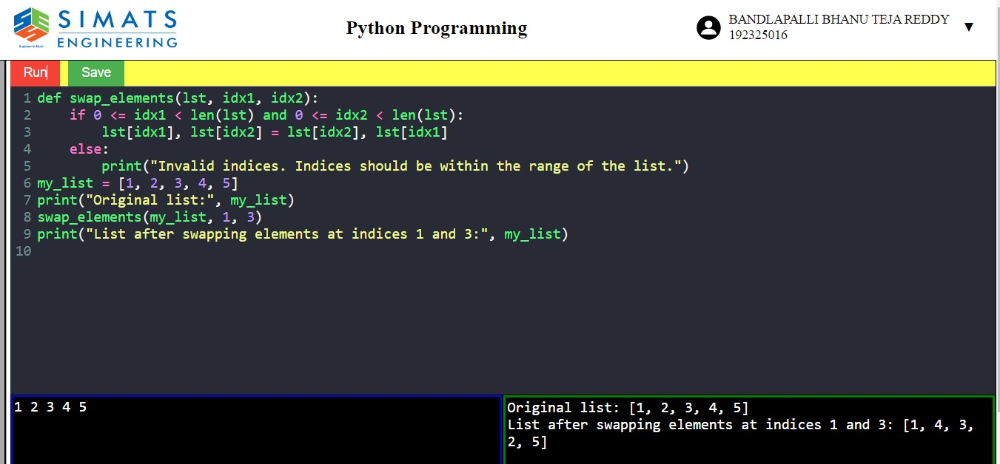 SIMATS
ENGINEERING
Engineer to Excel
Python Programming
BANDLAPALLI BHANU TEJA REDDY
192325016
Run
Save
1 def swap_elements(lst, idx1, idx2):
2     if 0 <= idx1 < len(lst) and 0 <= idx2 < len(lst):
3         lst[idx1], lst[idx2] = lst[idx2], lst[idx1]
4     else:
5         print("Invalid indices. Indices should be within the range of the list.")
6 my_list = [1, 2, 3, 4, 5]
7 print("Original list:", my_list)
8 swap_elements(my_list, 1, 3)
9 print("List after swapping elements at indices 1 and 3:", my_list)
10
1 2 3 4 5
Original list: [1, 2, 3, 4, 5]
List after swapping elements at indices 1 and 3: [1, 4, 3,
2, 5]